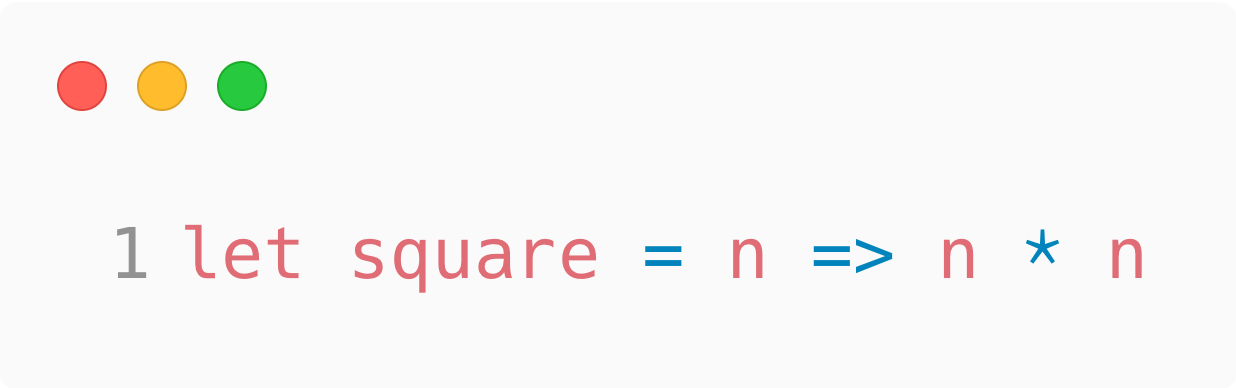 1 let square = n => n * n